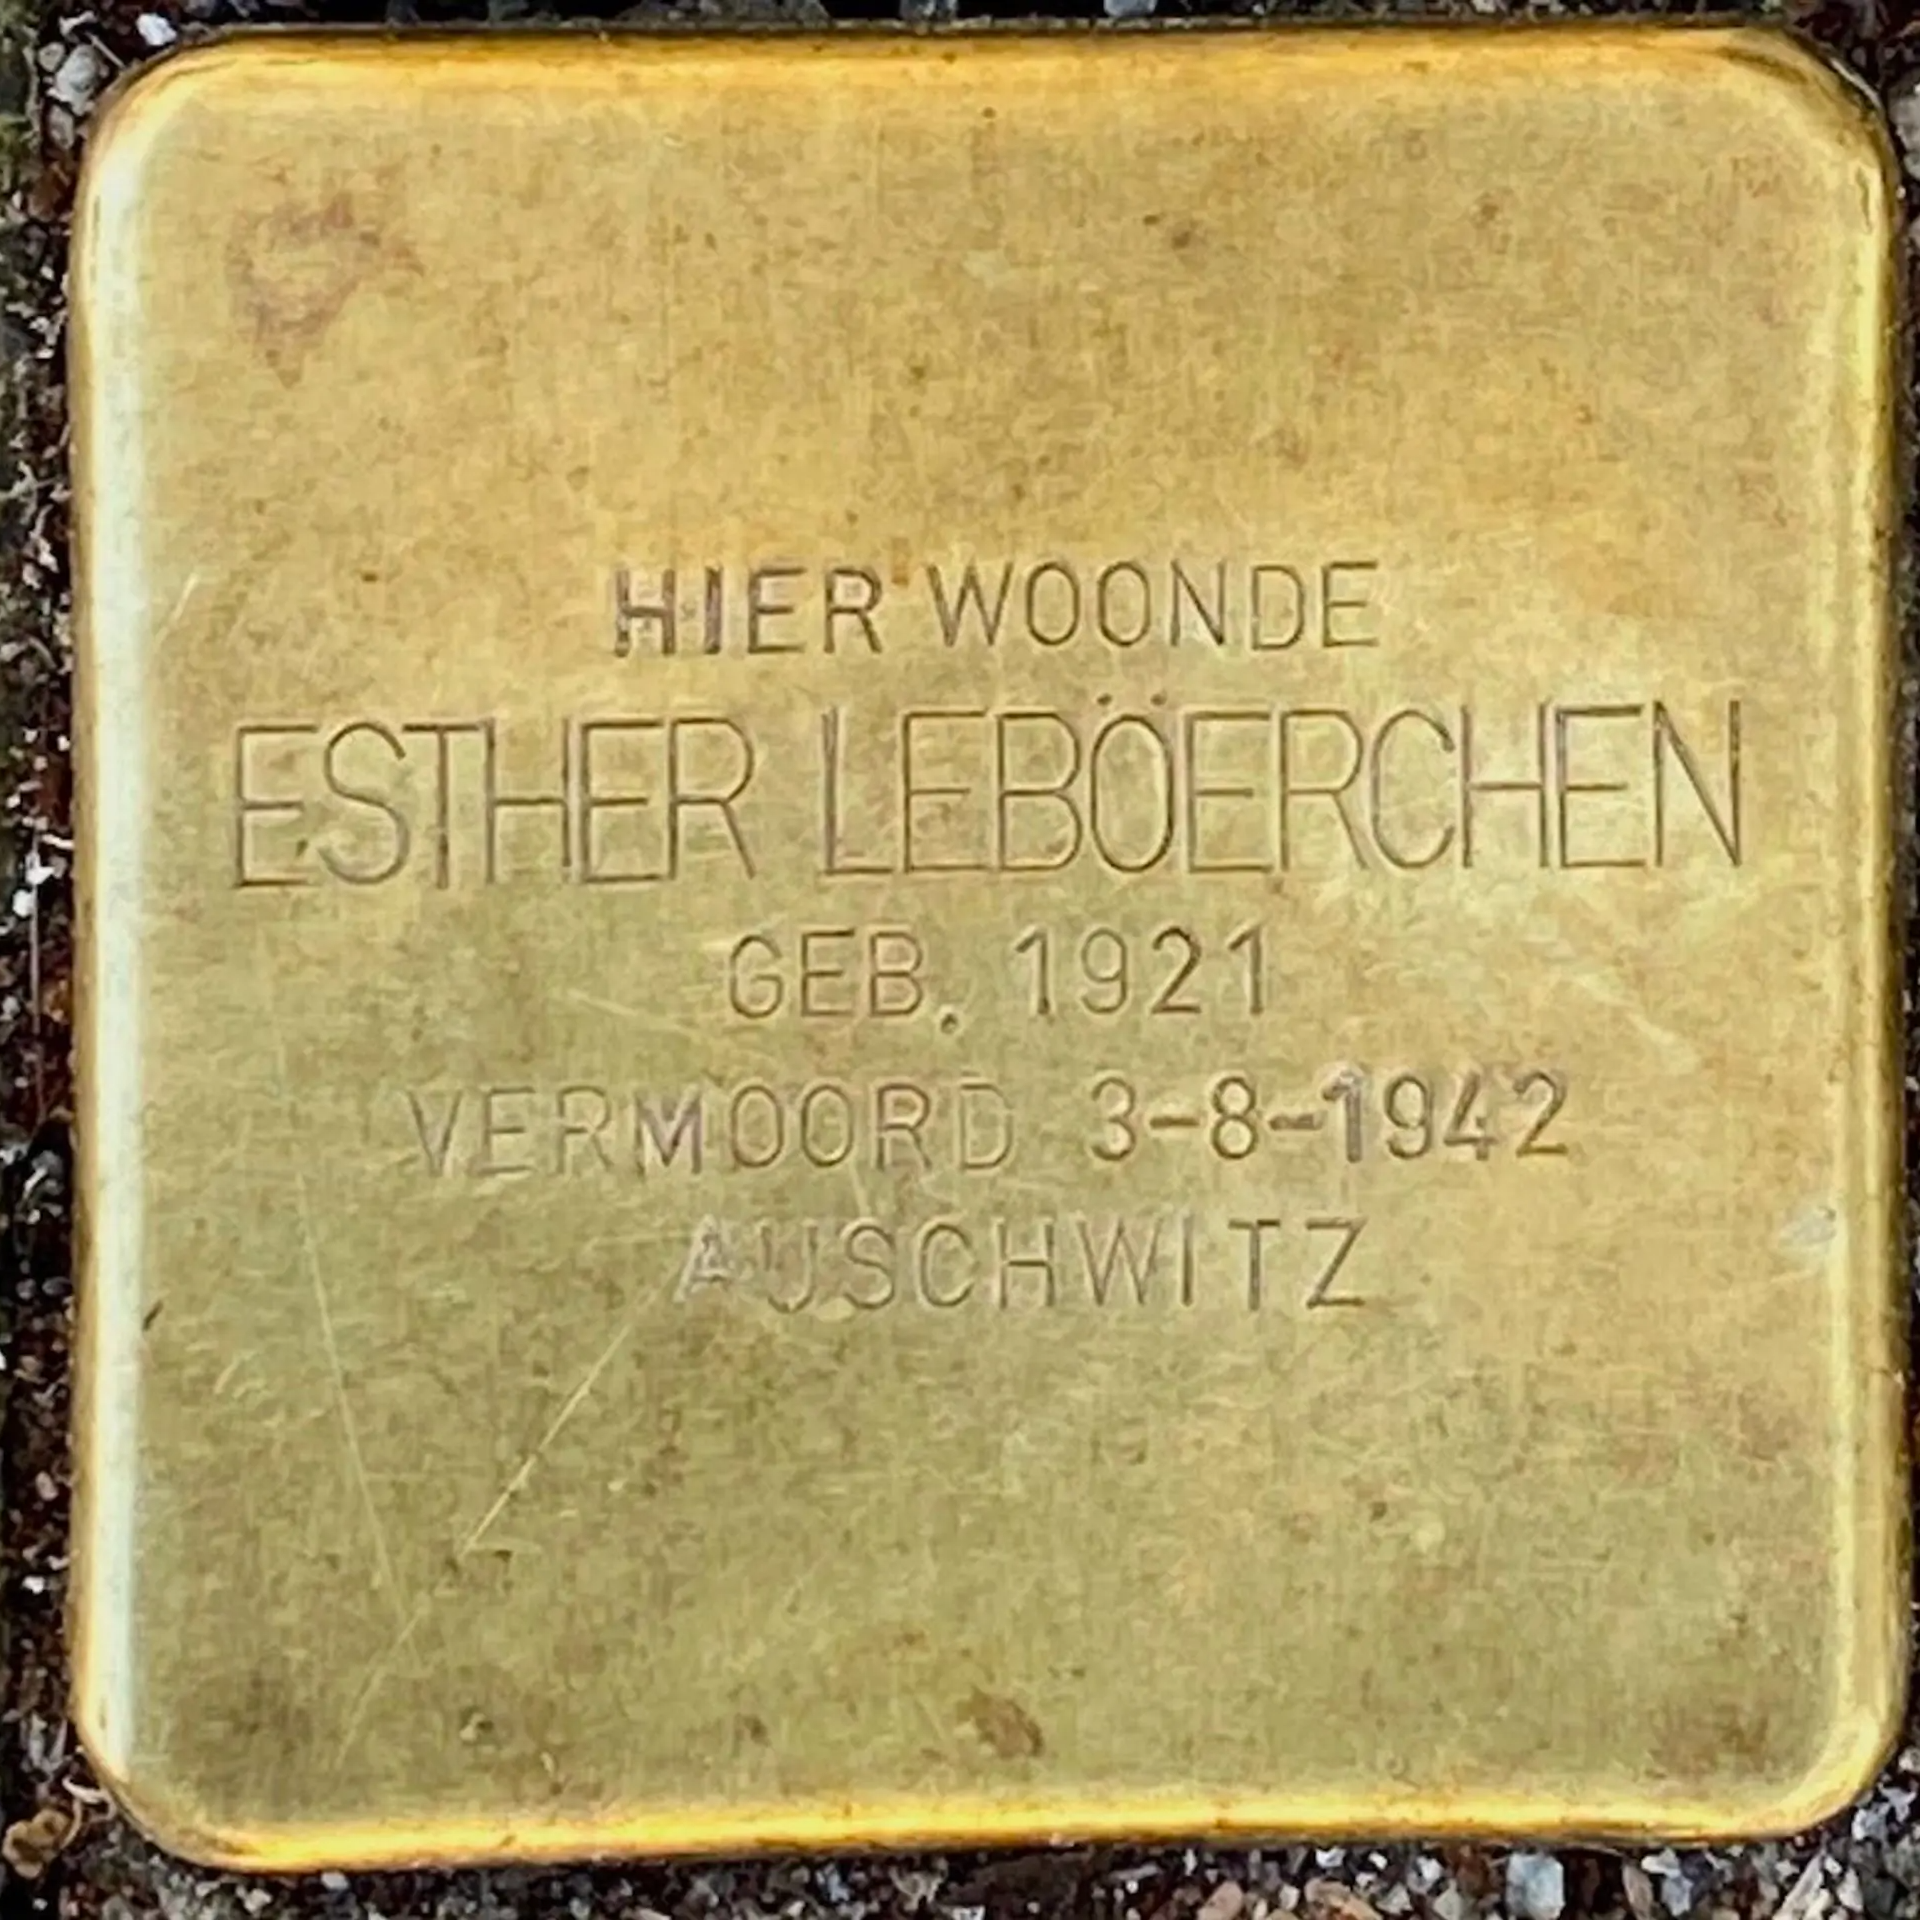 HIER WOONDE
ESTHER LEBÖERCHEN
GEB. 1921
VERMOORD 3-8-1942
AUSCHWITZ